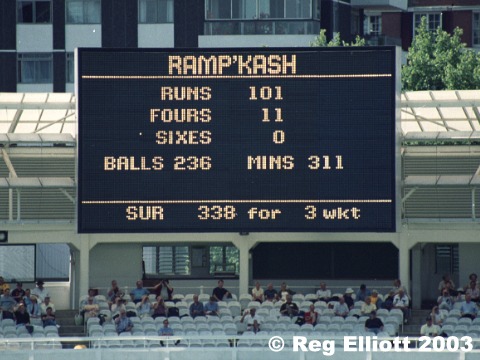 RAMP'KASH
RUNS 101
FOURS 11
SIXES 0
BALLS 236 MINS 311
SUR 338 for 3 wkt
© Reg Elliott 2003